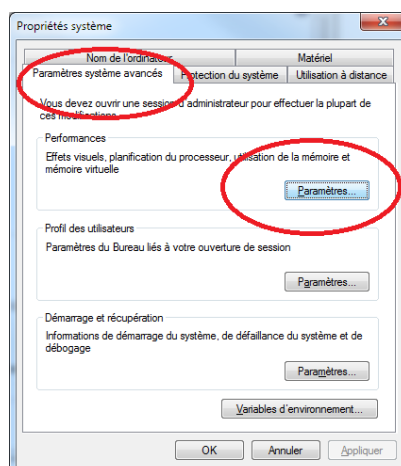 Propriétés système
Nom de l'ordinateur
Matériel
Paramètres système avancés
Protection du système
Utilisation à distance
Vous devez ouvrir une session d'administrateur pour effectuer la plupart de
ces modifications.
Performances
Effets visuels, planification du processeur, utilisation de la mémoire et
mémoire virtuelle
Paramètres...
Profil des utilisateurs
Paramètres du Bureau liés à votre ouverture de session
Paramètres...
Démarrage et récupération
Informations de démarrage du système, de défaillance du système et de
débogage
Paramètres...
Variables d'environnement...
OK
Annuler
Appliquer